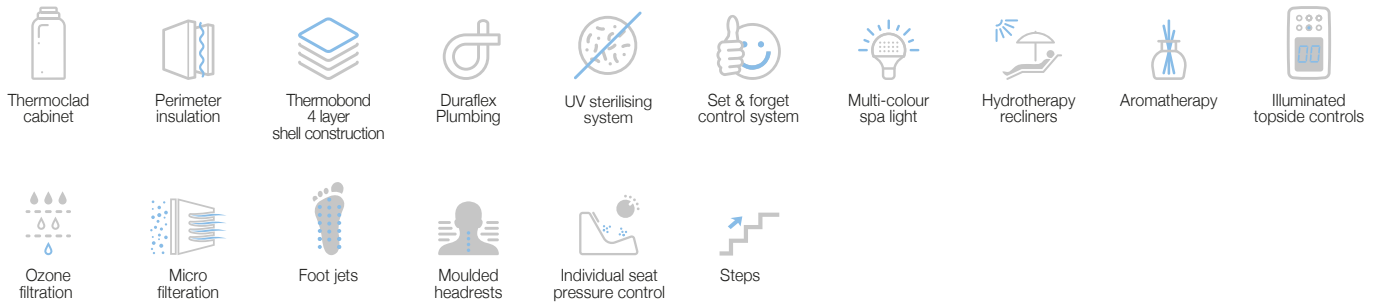 00
Thermoclad
cabinet
Perimeter
insulation
Thermobond
4 layer
shell construction
Duraflex
Plumbing
UV sterilising
system
Set & forget
control system
Multi-colour
spa light
Hydrotherapy
recliners
Aromatherapy
Illuminated
topside controls
Ozone
filtration
Micro
filteration
Foot jets
Moulded
headrests
Individual seat
pressure control
Steps